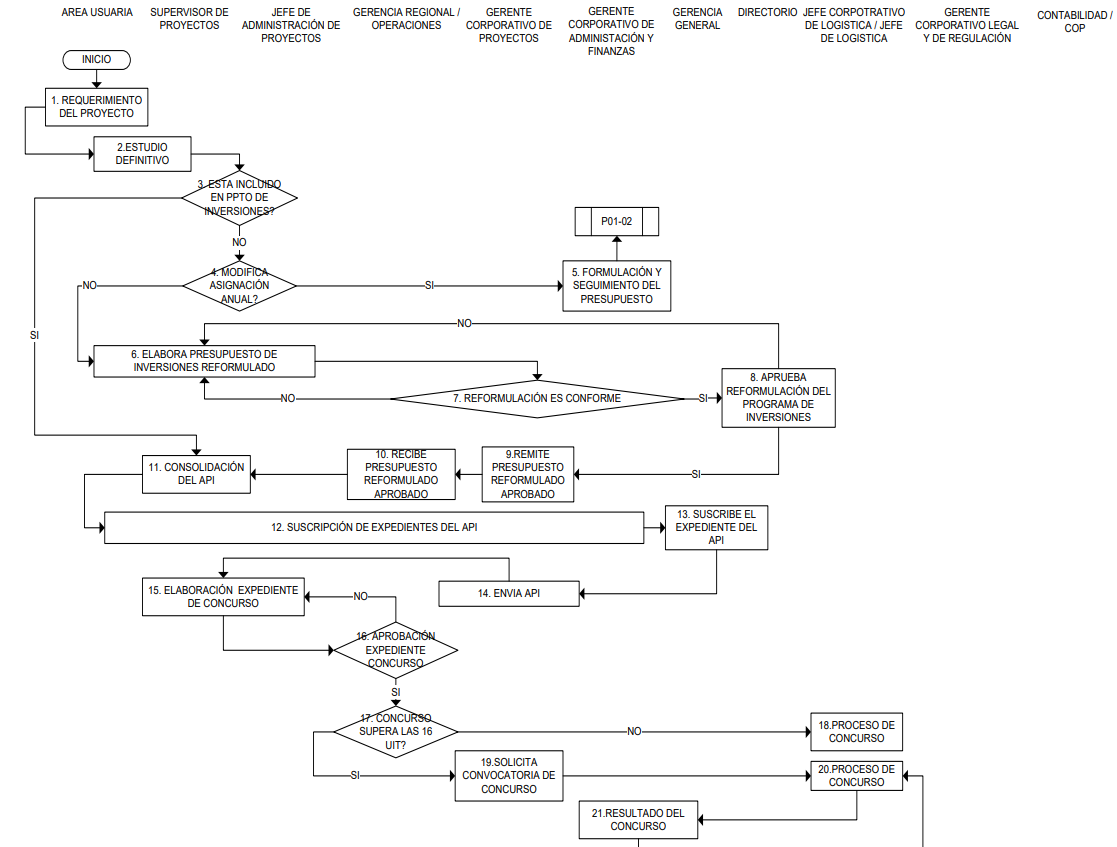 AREA USUARIA
SUPERVISOR DE
PROYECTOS
JEFE DE
ADMINISTRACIÓN DE
PROYECTOS
GERENCIA REGIONAL /
OPERACIONES
GERENTE
CORPORATIVO DE
PROYECTOS
GERENTE
CORPORATIVO DE
ADMINISTACIÓN Y
FINANZAS
GERENCIA
GENERAL
DIRECTORIO
JEFE CORPOTRATIVO
DE LOGISTICA / JEFE
DE LOGISTICA
GERENTE
CORPORATIVO LEGAL
Y DE REGULACIÓN
CONTABILIDAD /
COP
INICIO
1. REQUERIMIENTO
DEL PROYECTO
2.ESTUDIO
DEFINITIVO
3. ESTA INCLUIDO
EN PPTO DE
INVERSIONES?
NO
P01-02
4. MODIFICA
ASIGNACIÓN
ANUAL?
NO
SI
5. FORMULACIÓN Y
SEGUIMIENTO DEL
PRESUPUESTO
SI
NO
6. ELABORA PRESUPUESTO DE
INVERSIONES REFORMULADO
7. REFORMULACIÓN ES CONFORME
NO
SI
8. APRUEBA
REFORMULACIÓN DEL
PROGRAMA DE
INVERSIONES
SI
9.REMITE
PRESUPUESTO
REFORMULADO
APROBADO
10. RECIBE
PRESUPUESTO
REFORMULADO
APROBADO
11. CONSOLIDACIÓN
DEL API
12. SUSCRIPCIÓN DE EXPEDIENTES DEL API
13. SUSCRIBE EL
EXPEDIENTE DEL
API
14. ENVIA API
15. ELABORACIÓN EXPEDIENTE
DE CONCURSO
NO
16. APROBACIÓN
EXPEDIENTE
CONCURSO
SI
17. CONCURSO
SUPERA LAS 16
UIT?
NO
18.PROCESO DE
CONCURSO
SI
19.SOLICITA
CONVOCATORIA DE
CONCURSO
20.PROCESO DE
CONCURSO
21.RESULTADO DEL
CONCURSO